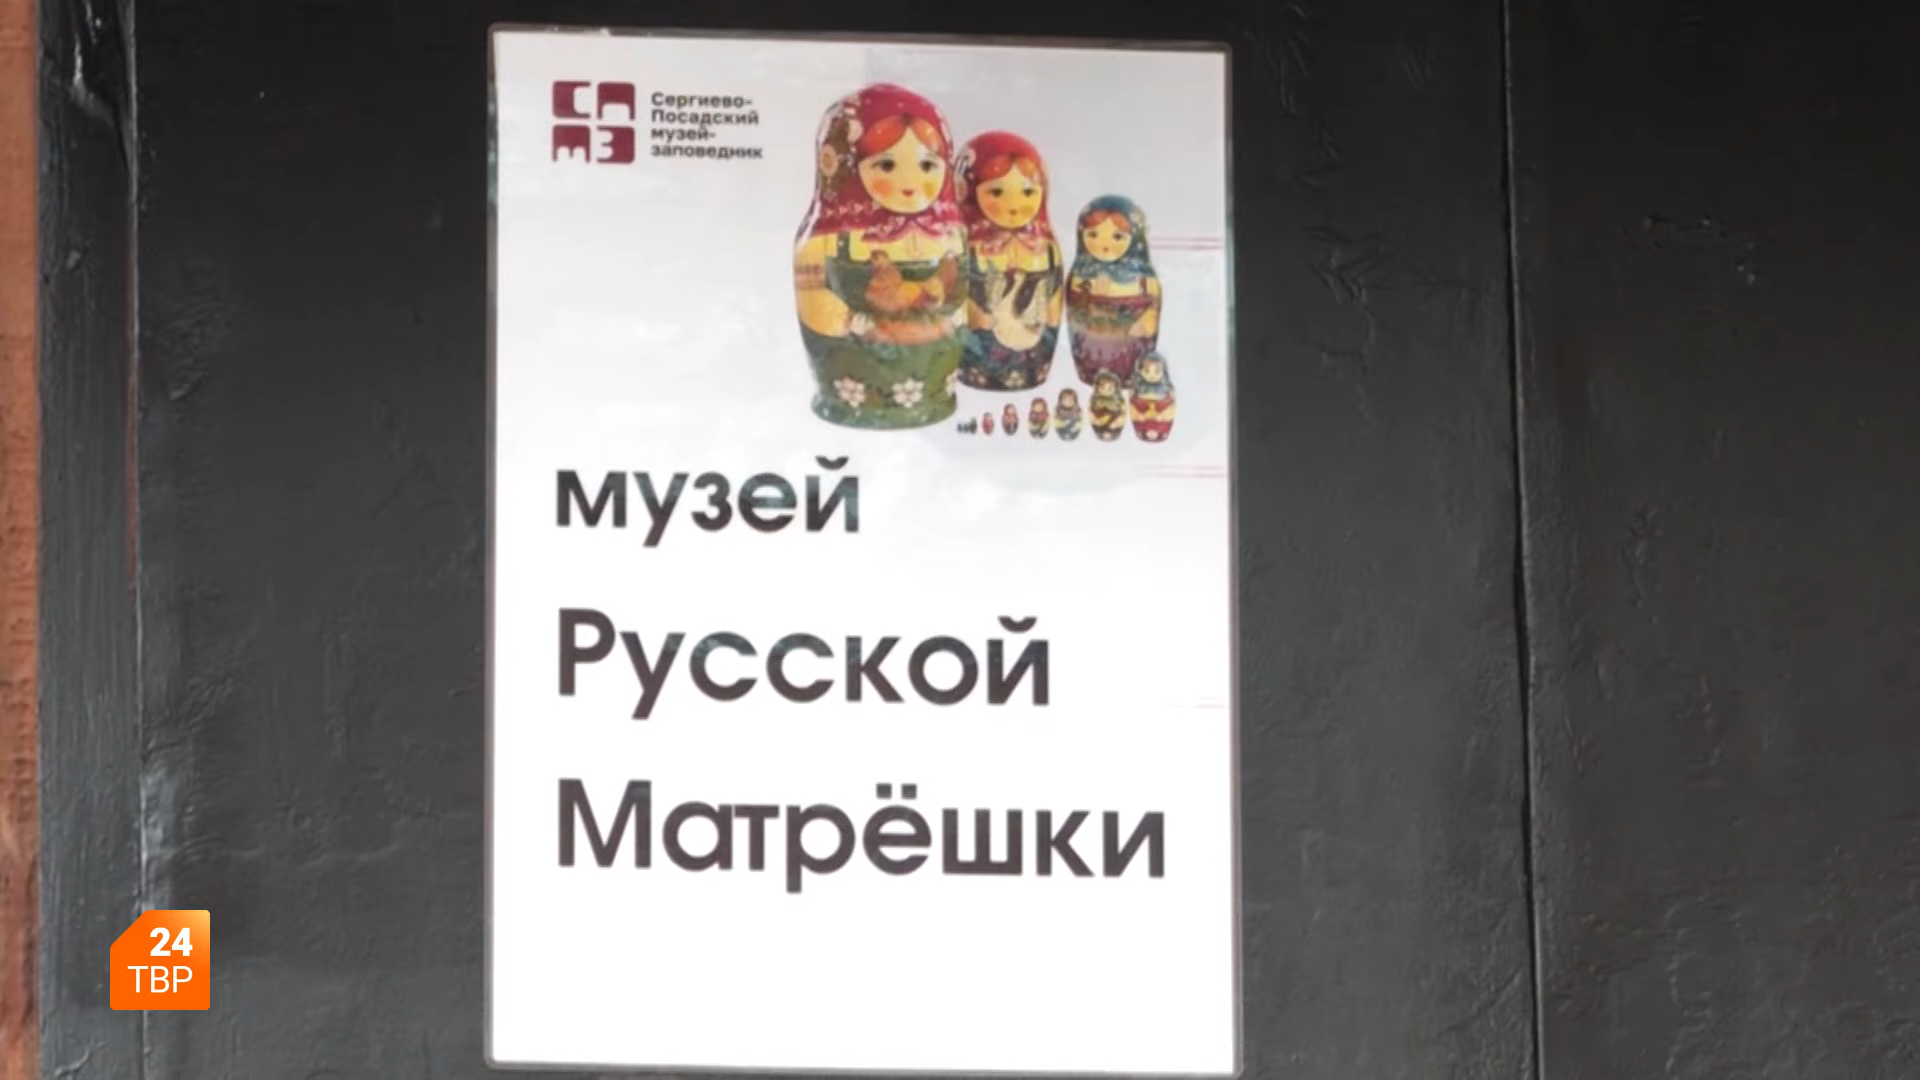 СПМЗ
Сергиево-
Посадский
музей-
заповедник
музей
Русской
Матрёшки
24
ТВР